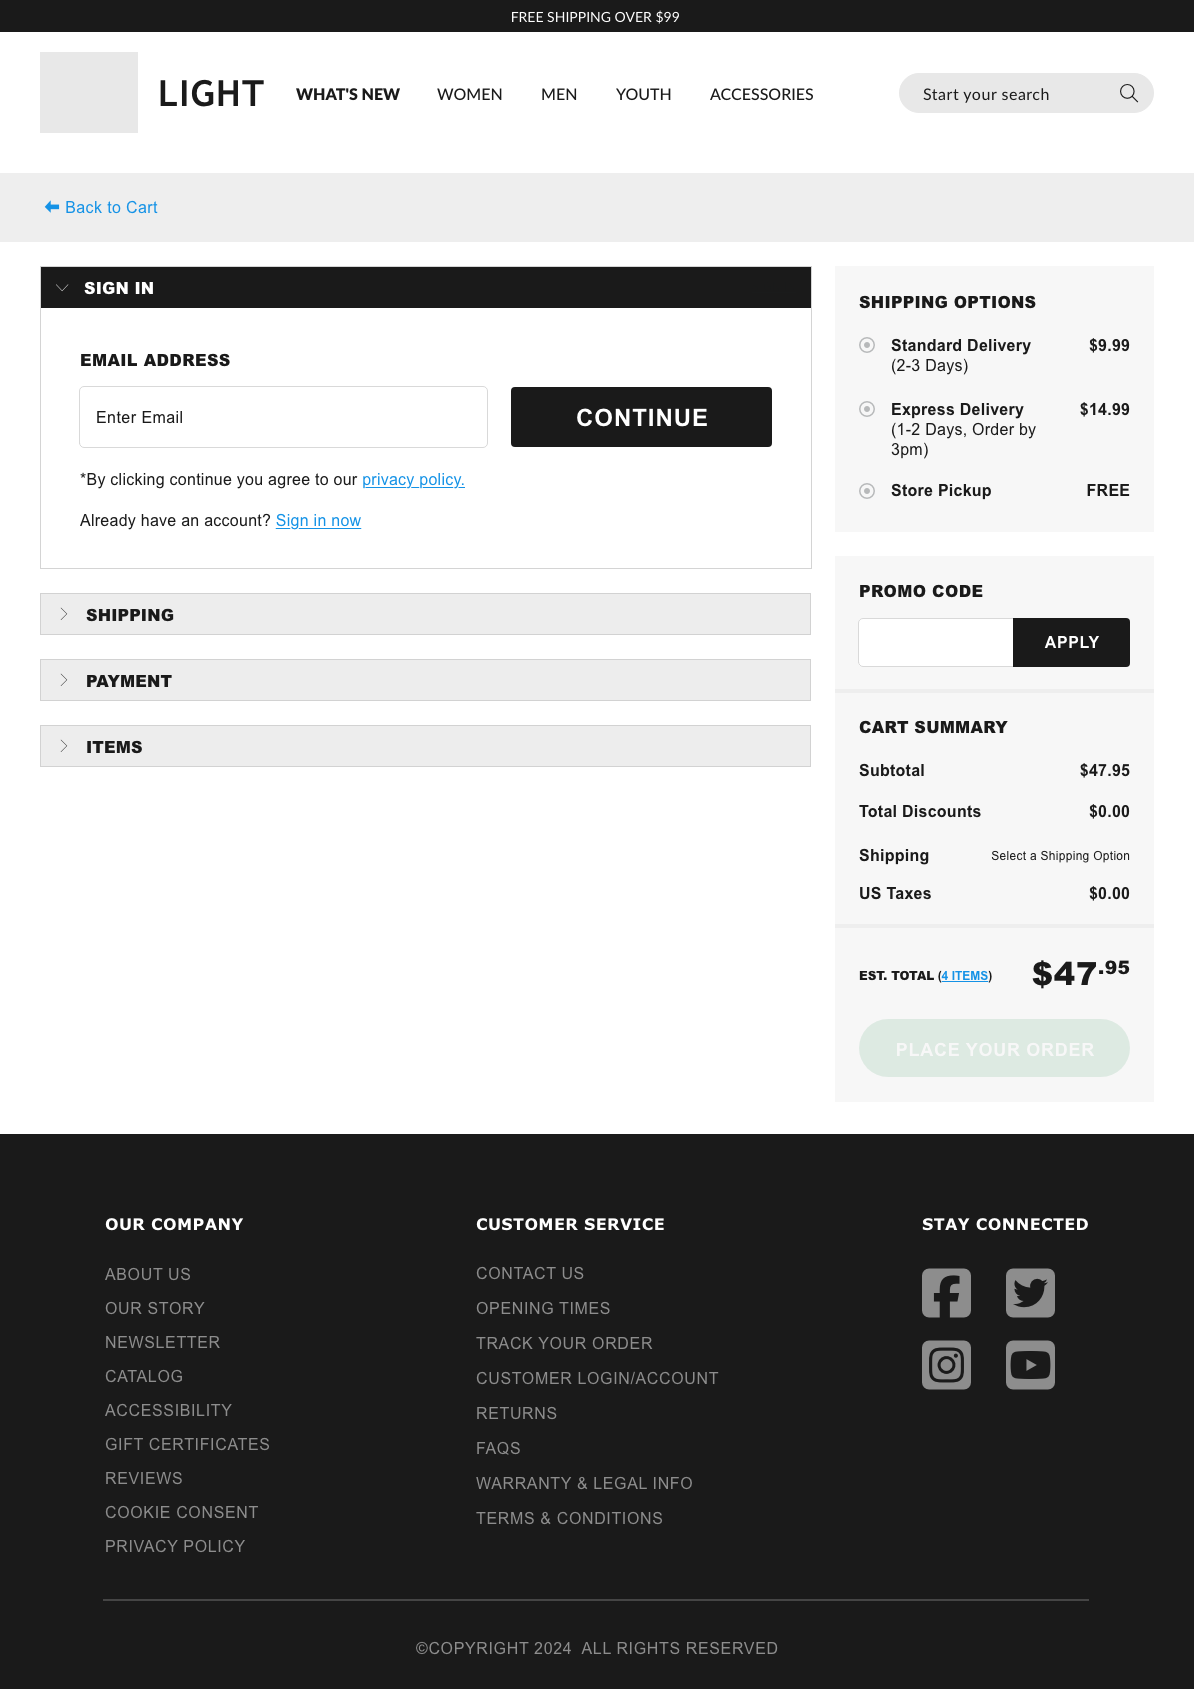 FREE SHIPPING OVER $99
LIGHT
WHAT'S NEW
WOMEN
MEN
YOUTH
ACCESSORIES
Start your search
Back to Cart
SIGN IN
EMAIL ADDRESS
Enter Email
CONTINUE
*By clicking continue you agree to our privacy policy.
Already have an account? Sign in now
SHIPPING
PAYMENT
ITEMS
SHIPPING OPTIONS
Standard Delivery $9.99
(2-3 Days)
Express Delivery $14.99
(1-2 Days, Order by
3pm)
Store Pickup FREE
PROMO CODE
APPLY
CART SUMMARY
Subtotal $47.95
Total Discounts $0.00
Shipping Select a Shipping Option
US Taxes $0.00
EST. TOTAL (4 ITEMS) $47.95
PLACE YOUR ORDER
OUR COMPANY
ABOUT US
OUR STORY
NEWSLETTER
CATALOG
ACCESSIBILITY
GIFT CERTIFICATES
REVIEWS
COOKIE CONSENT
PRIVACY POLICY
CUSTOMER SERVICE
CONTACT US
OPENING TIMES
TRACK YOUR ORDER
CUSTOMER LOGIN/ACCOUNT
RETURNS
FAQS
WARRANTY & LEGAL INFO
TERMS & CONDITIONS
STAY CONNECTED
©COPYRIGHT 2024 ALL RIGHTS RESERVED